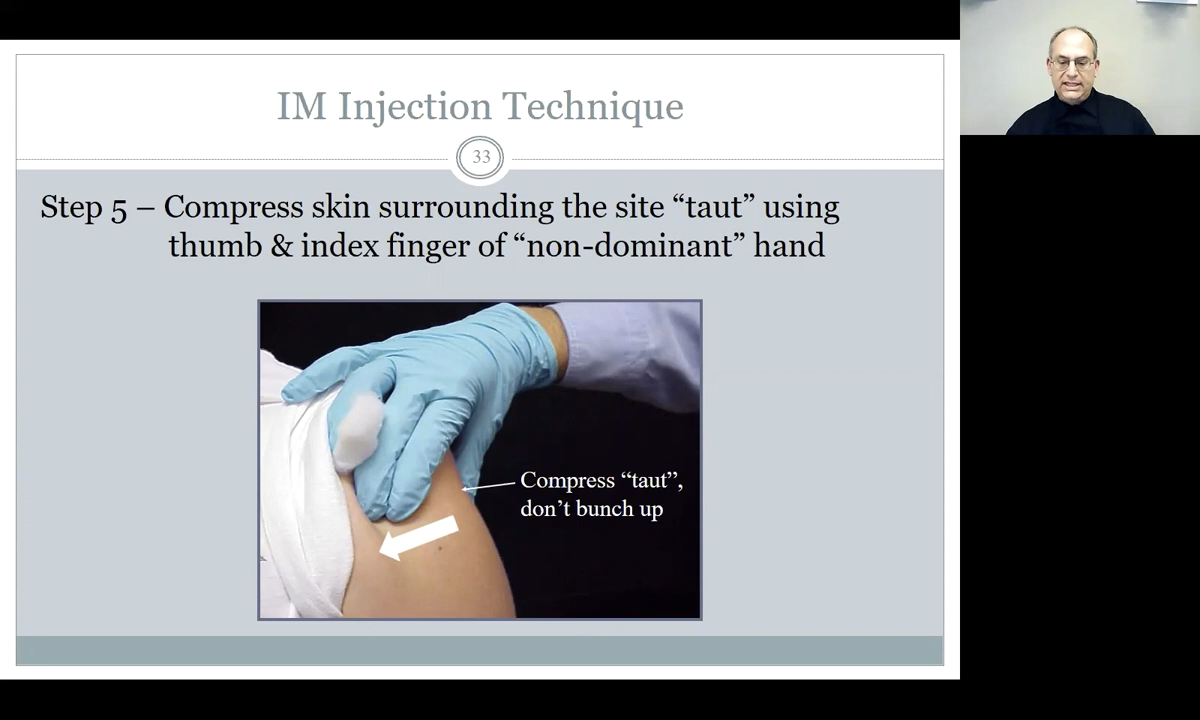 IM Injection Technique
33
Step 5 – Compress skin surrounding the site “taut” using
thumb & index finger of “non-dominant” hand
Compress “taut”,
don’t bunch up